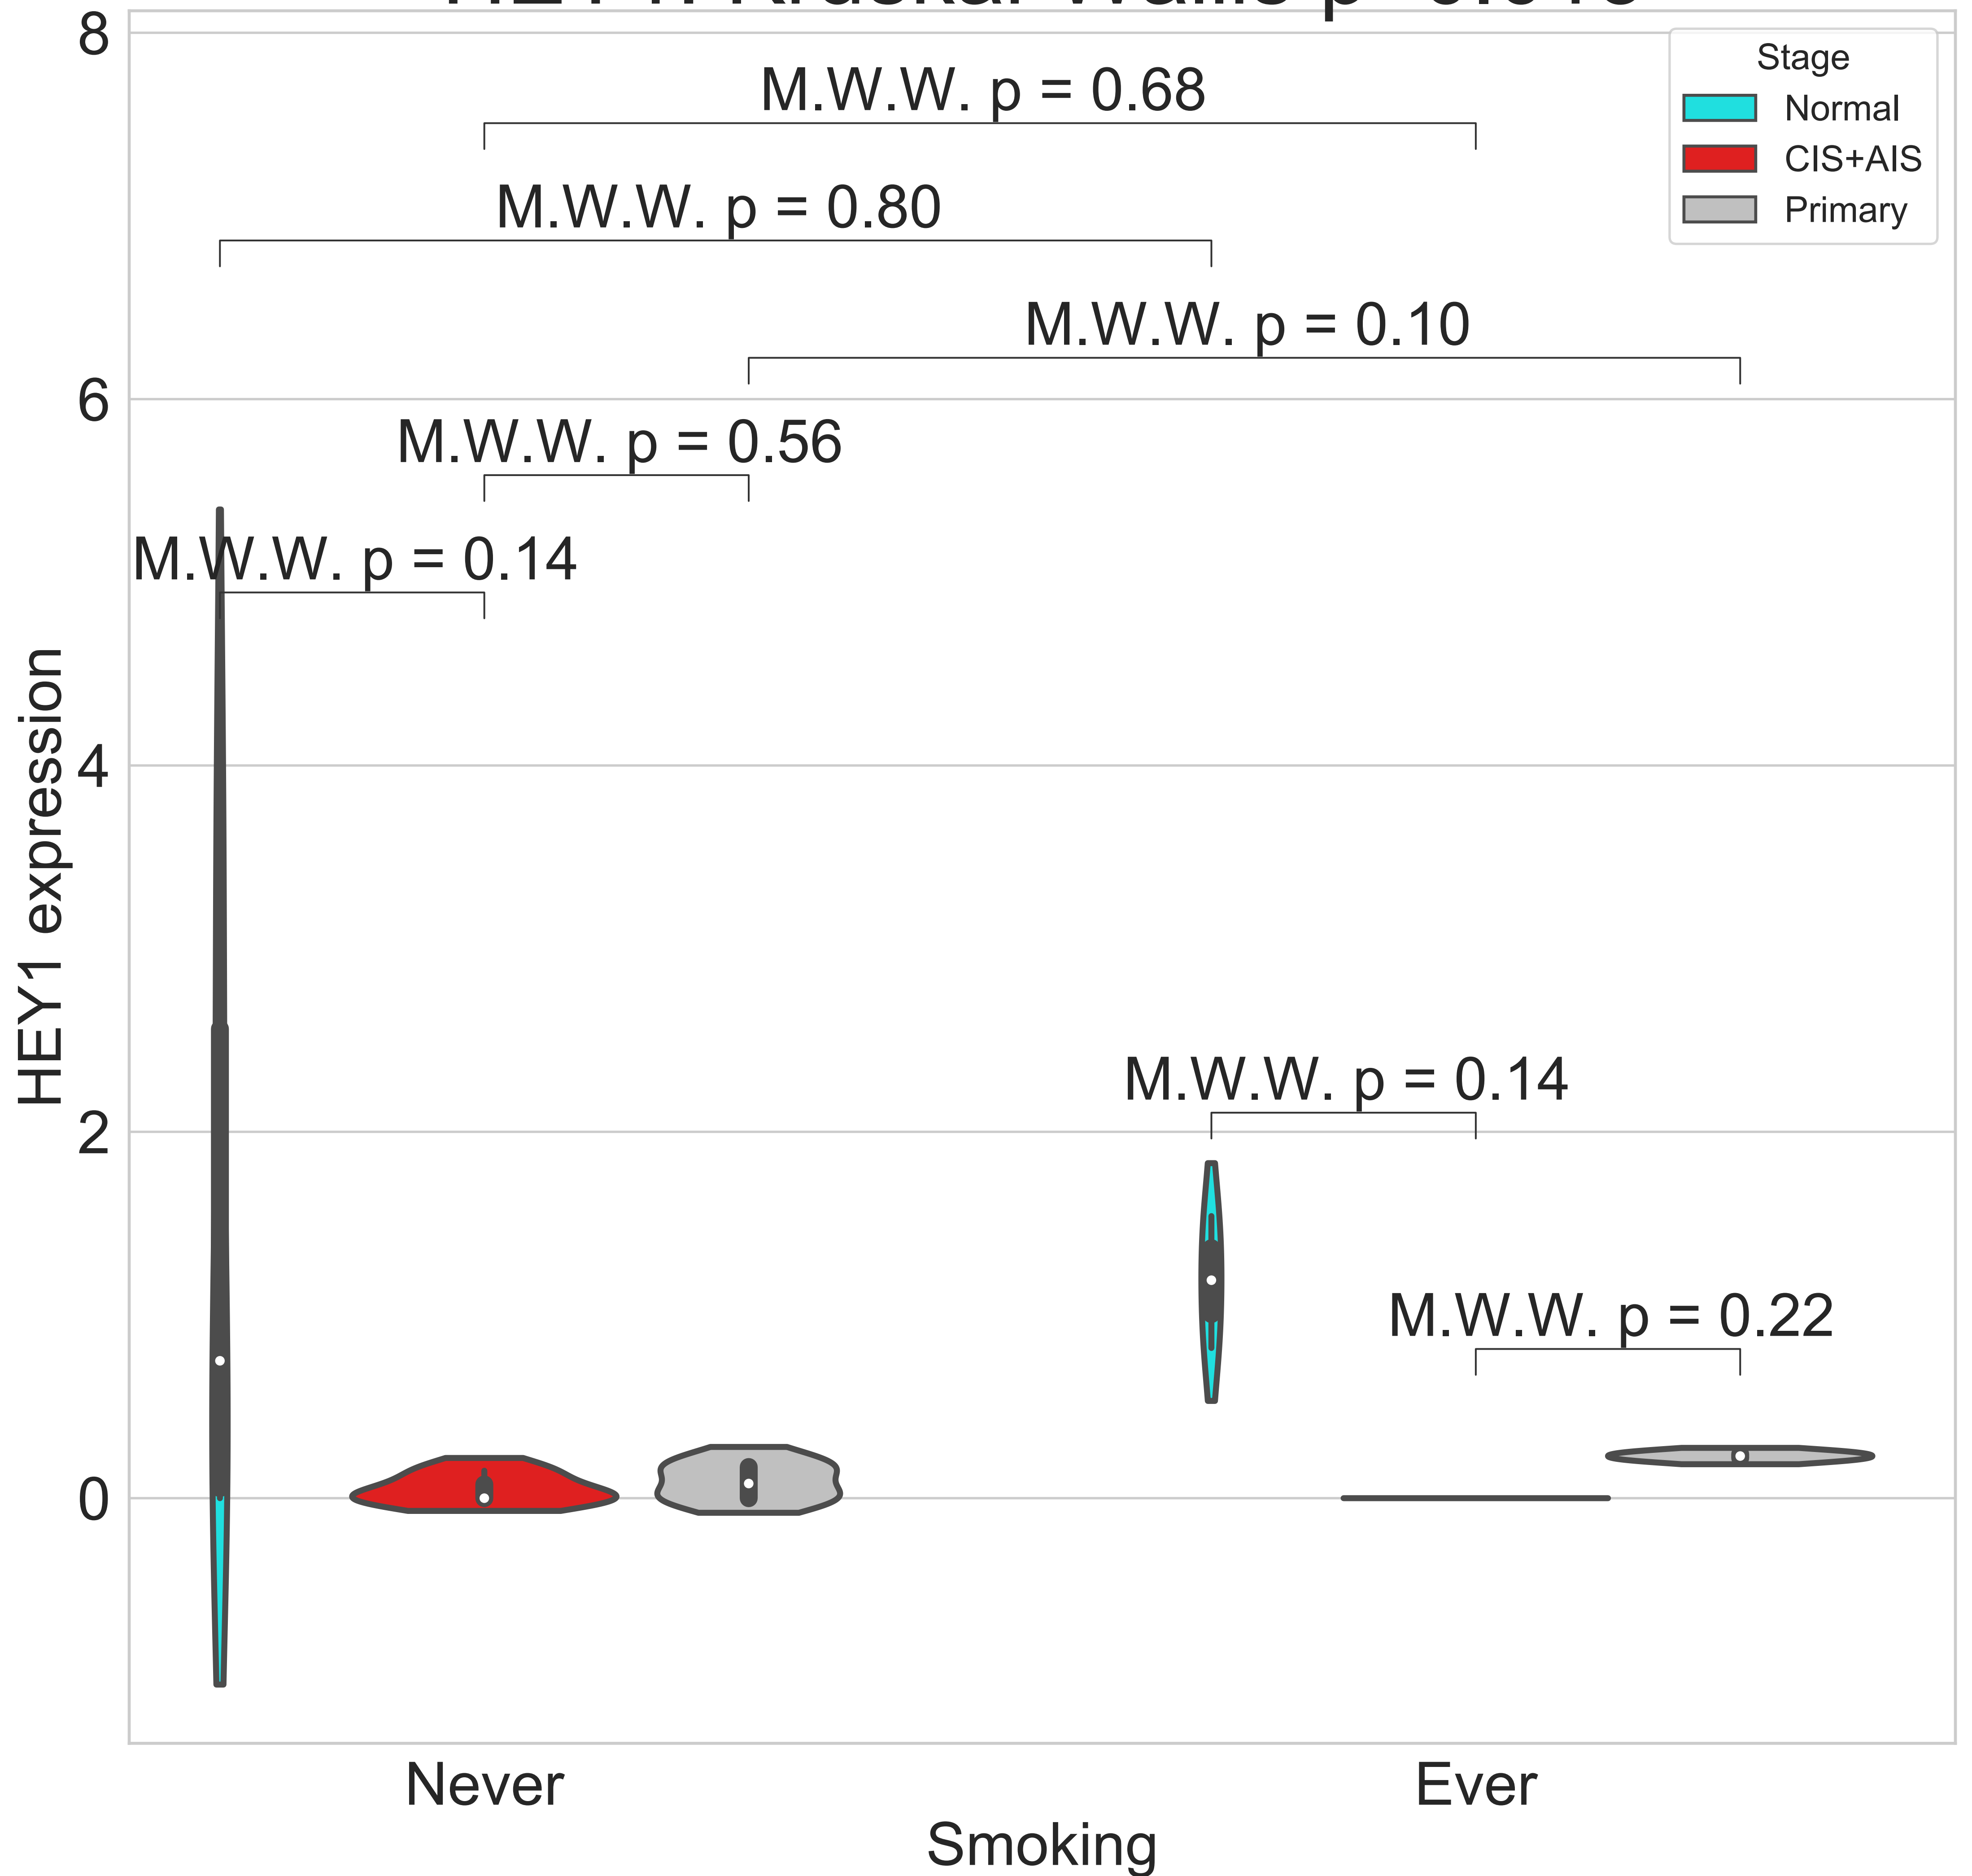 8
Stage
Normal
CIS+AIS
Primary
M.W.W. p = 0.68
M.W.W. p = 0.80
M.W.W. p = 0.10
6
M.W.W. p = 0.56
M.W.W. p = 0.14
HEY1 expression
4
2
M.W.W. p = 0.14
M.W.W. p = 0.22
0
Never
Ever
Smoking